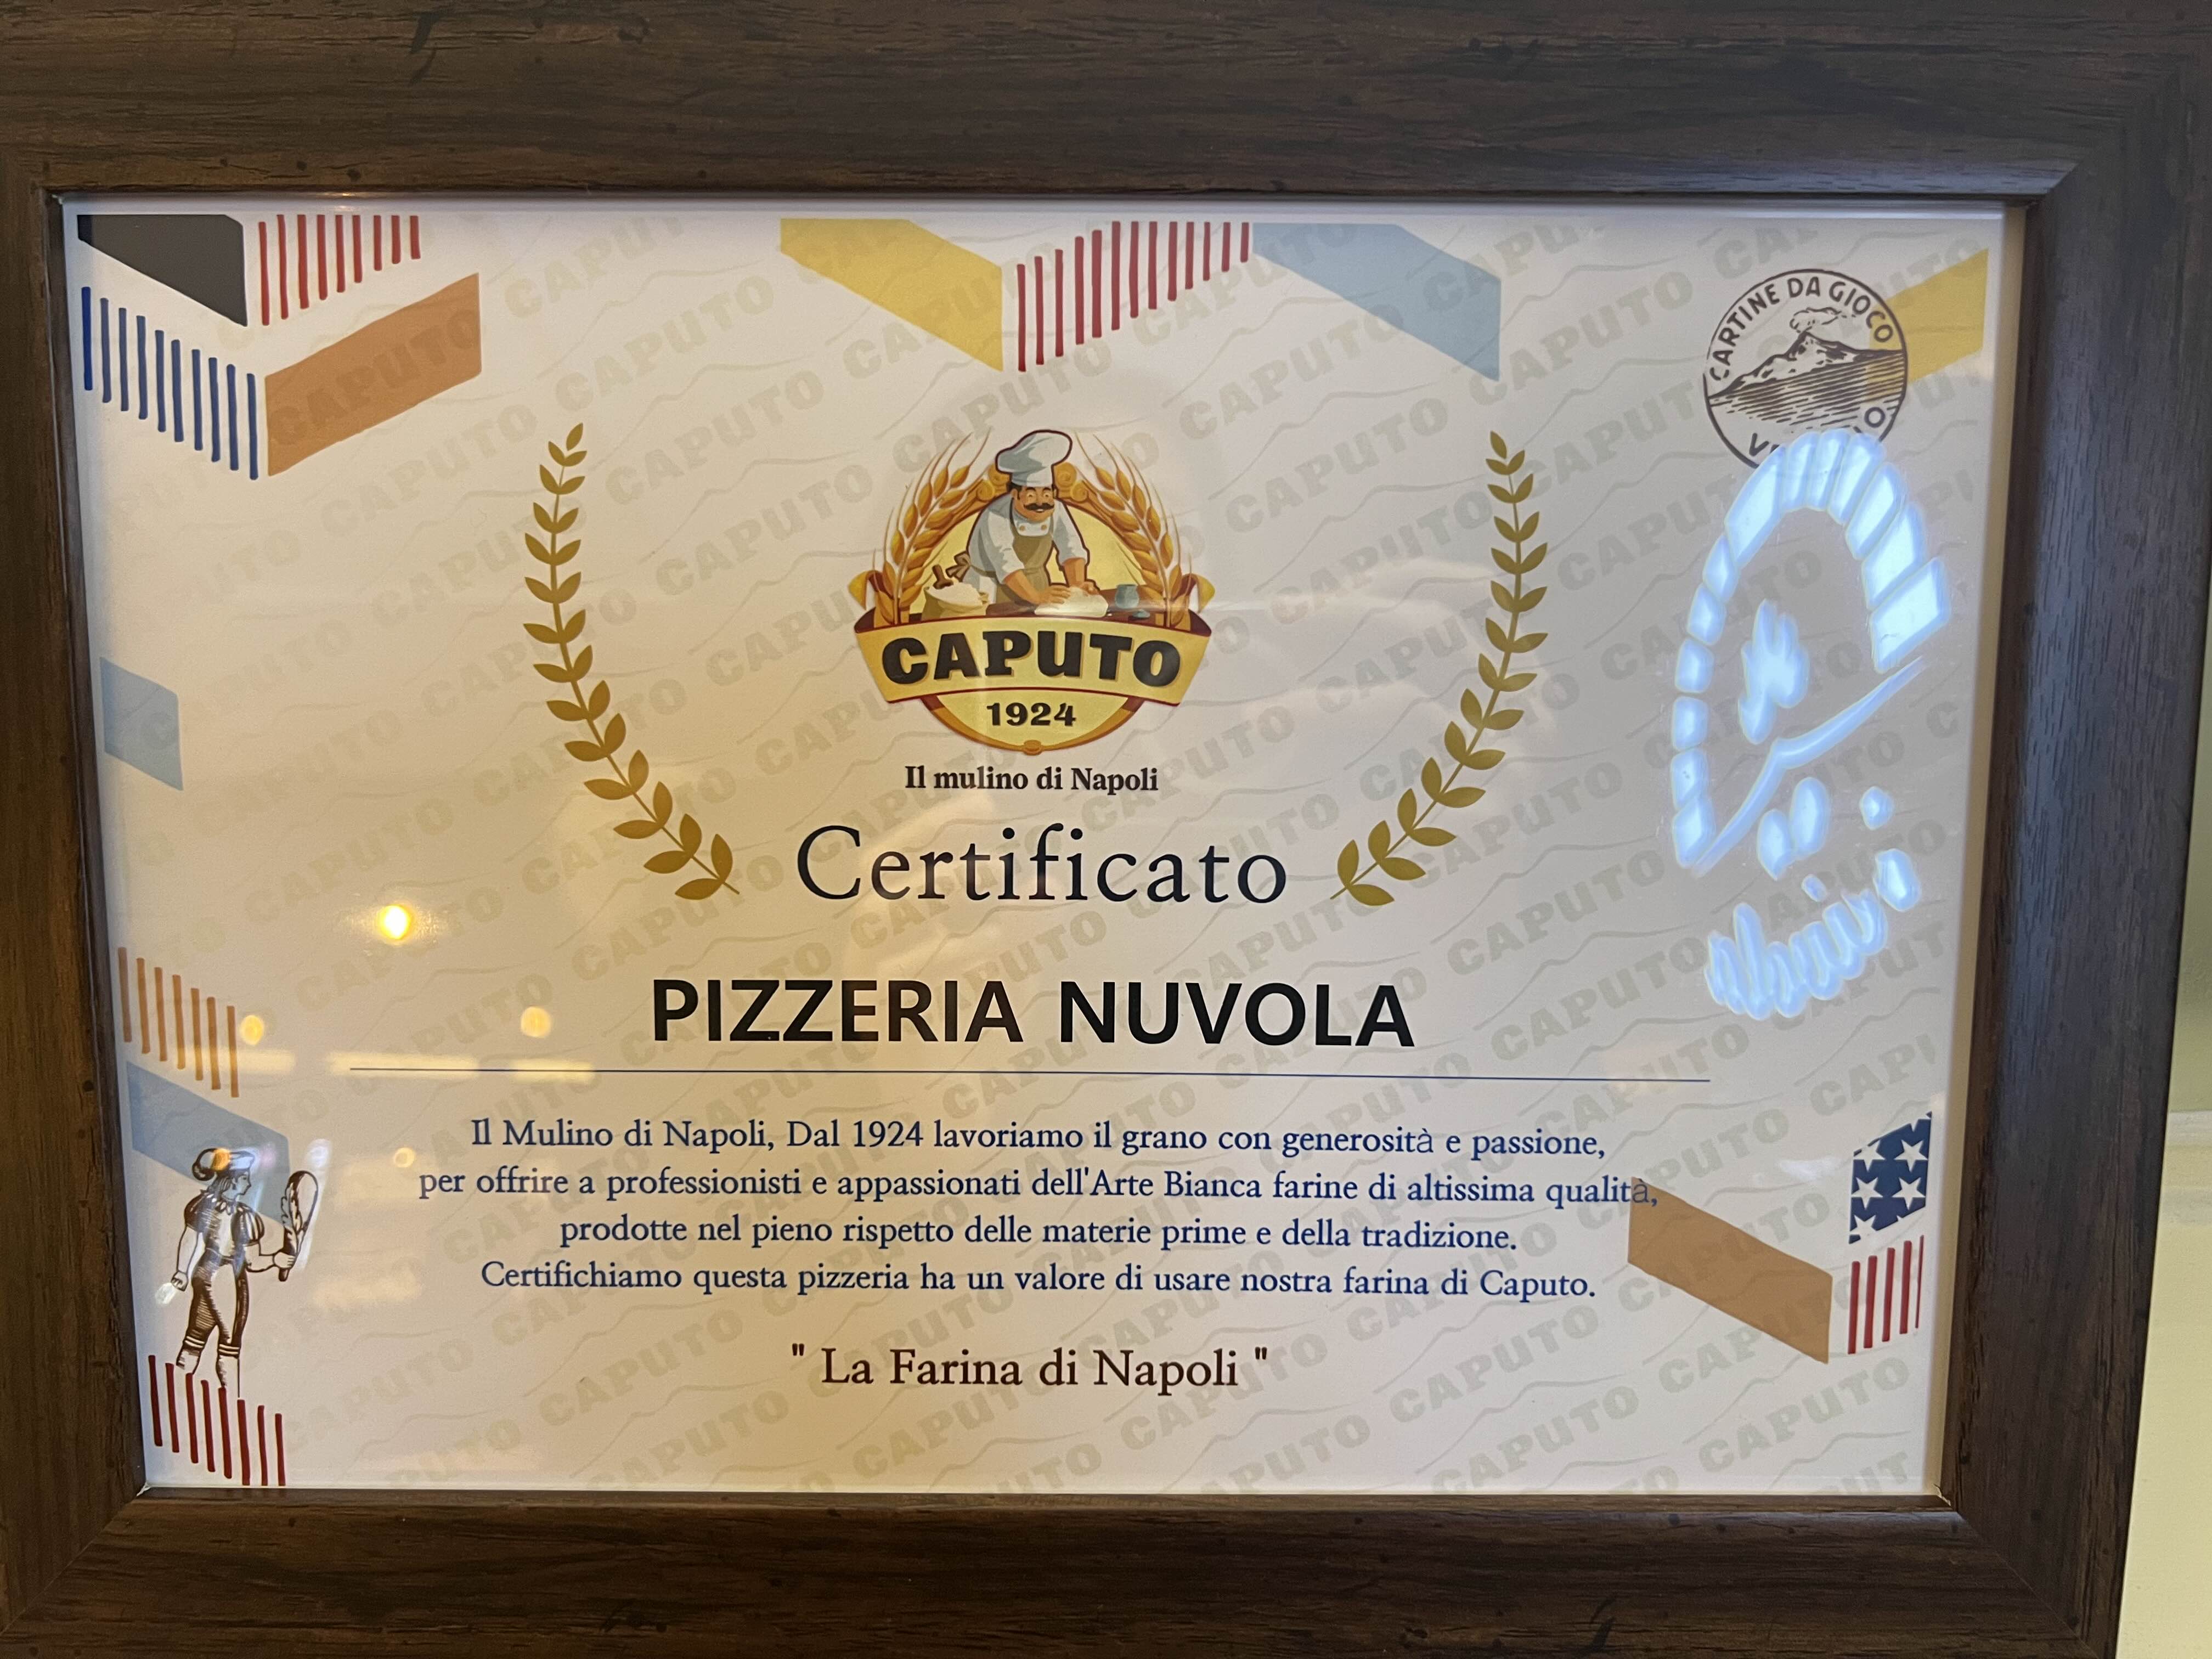 CARTINE DA GIOCO
CAPUTO
1924
Il mulino di Napoli
Certificato
PIZZERIA NUVOLA
Il Mulino di Napoli, Dal 1924 lavoriamo il grano con generosità e passione,
per offrire a professionisti e appassionati dell'Arte Bianca farine di altissima qualità,
prodotte nel pieno rispetto delle materie prime e della tradizione.
Certifichiamo questa pizzeria ha un valore di usare nostra farina di Caputo.
" La Farina di Napoli "